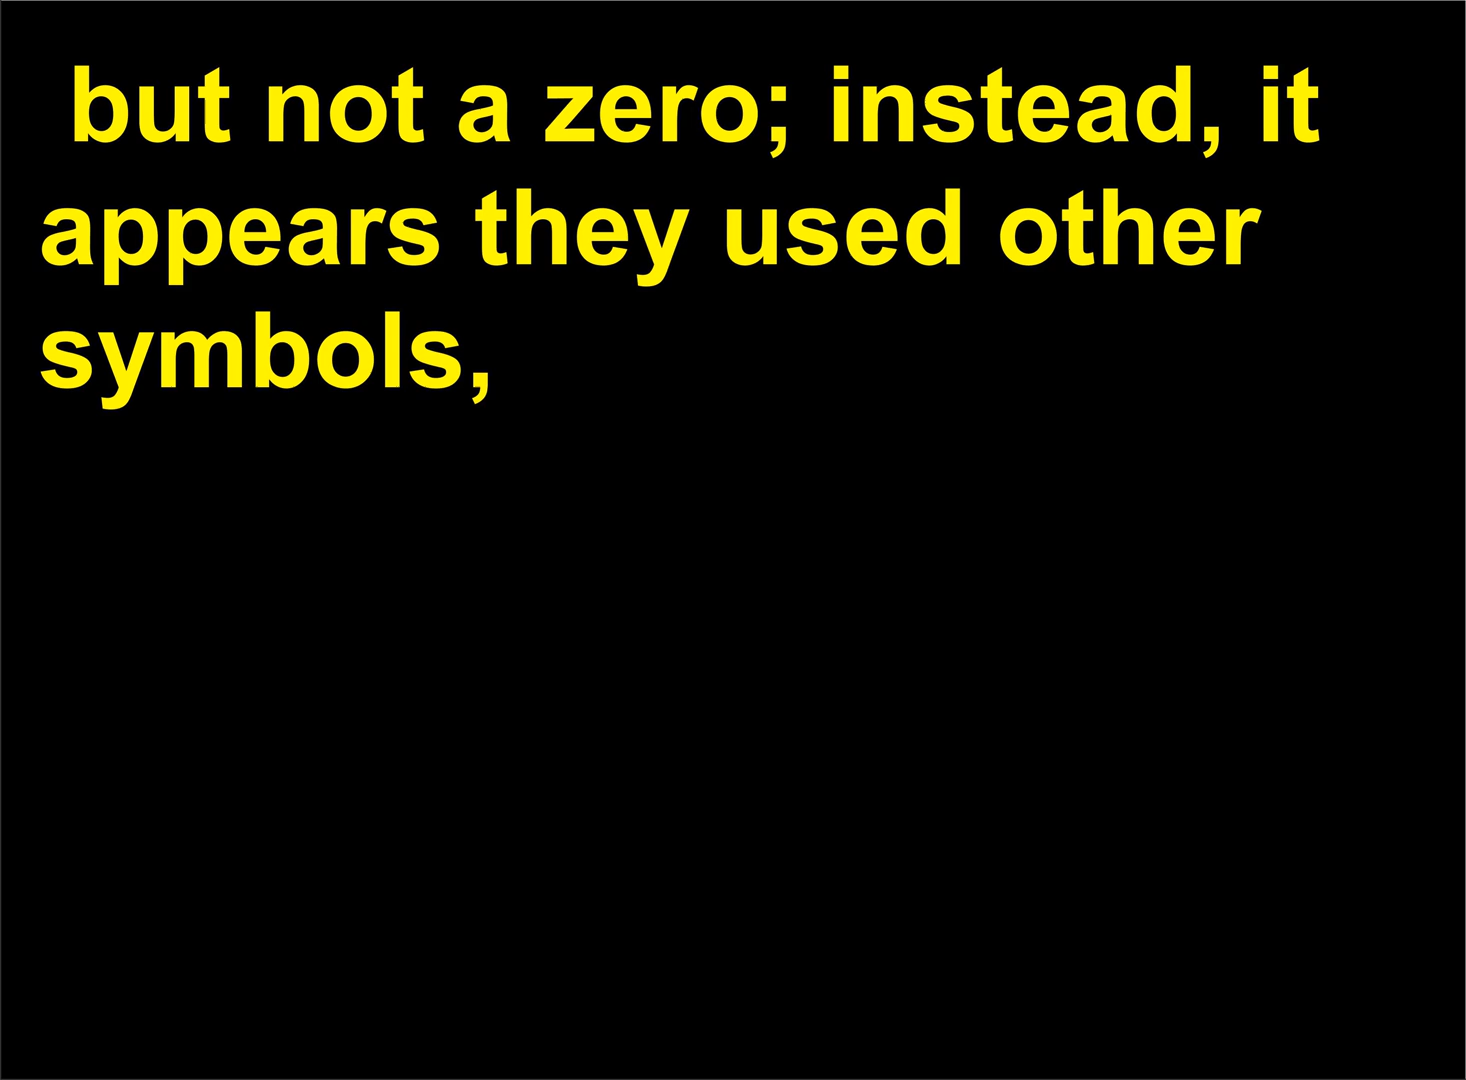 but not a zero; instead, it
appears they used other
symbols,